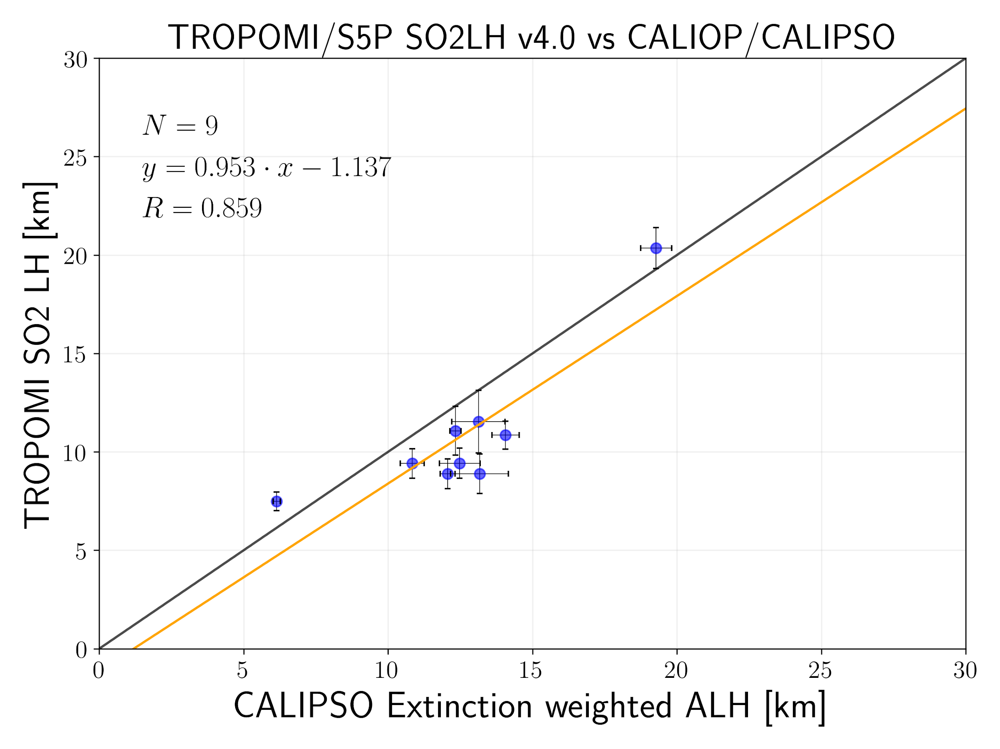 TROPOMI/S5P SO2LH v4.0 vs CALIOP/CALIPSO
30
25
20
15
10
5
0
N = 9
y = 0.953 · x − 1.137
R = 0.859
TROPOMI SO2 LH [km]
0 5 10 15 20 25 30
CALIPSO Extinction weighted ALH [km]